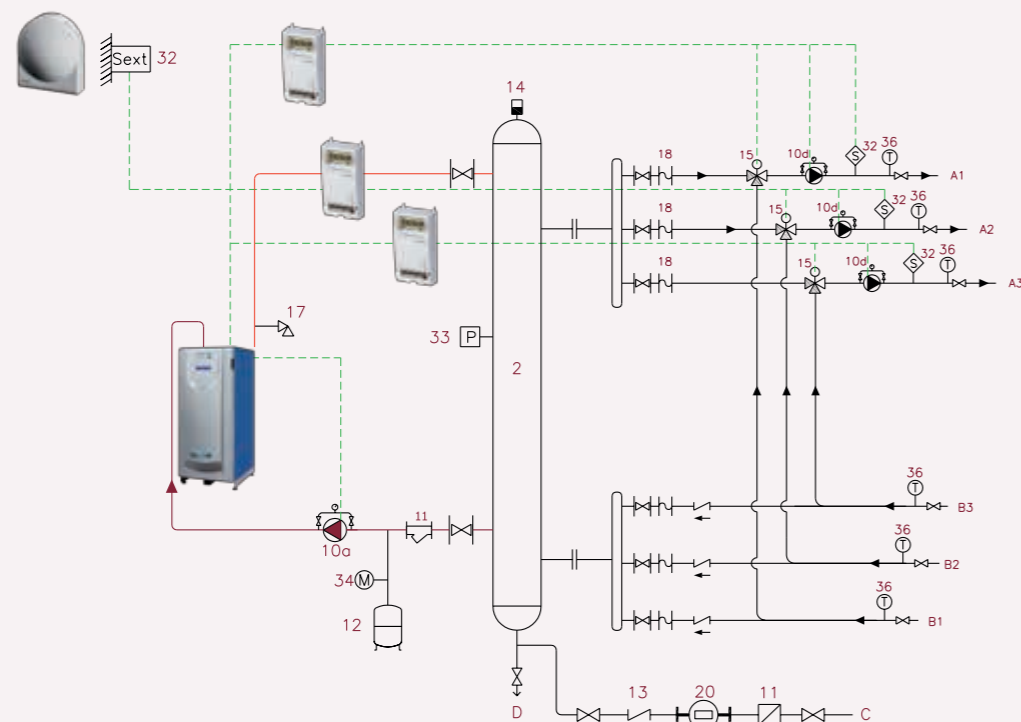 Sext 32
14
18 15 10d S 32 36 T A1
18 15 10d S 32 36 T A2
18 15 10d S 32 36 T A3
17
33 P
2
36
T
B3
10a 11
36
T
B2
34 M
36
T
12
B1
D 13 20 11 C